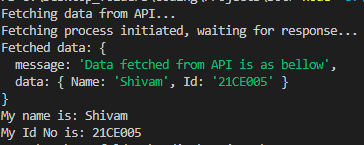 Fetching data from API...
Fetching process initiated, waiting for response...
Fetched data: {
  message: 'Data fetched from API is as bellow',
  data: { Name: 'Shivam', Id: '21CE005' }
}
My name is: Shivam
My Id No is: 21CE005